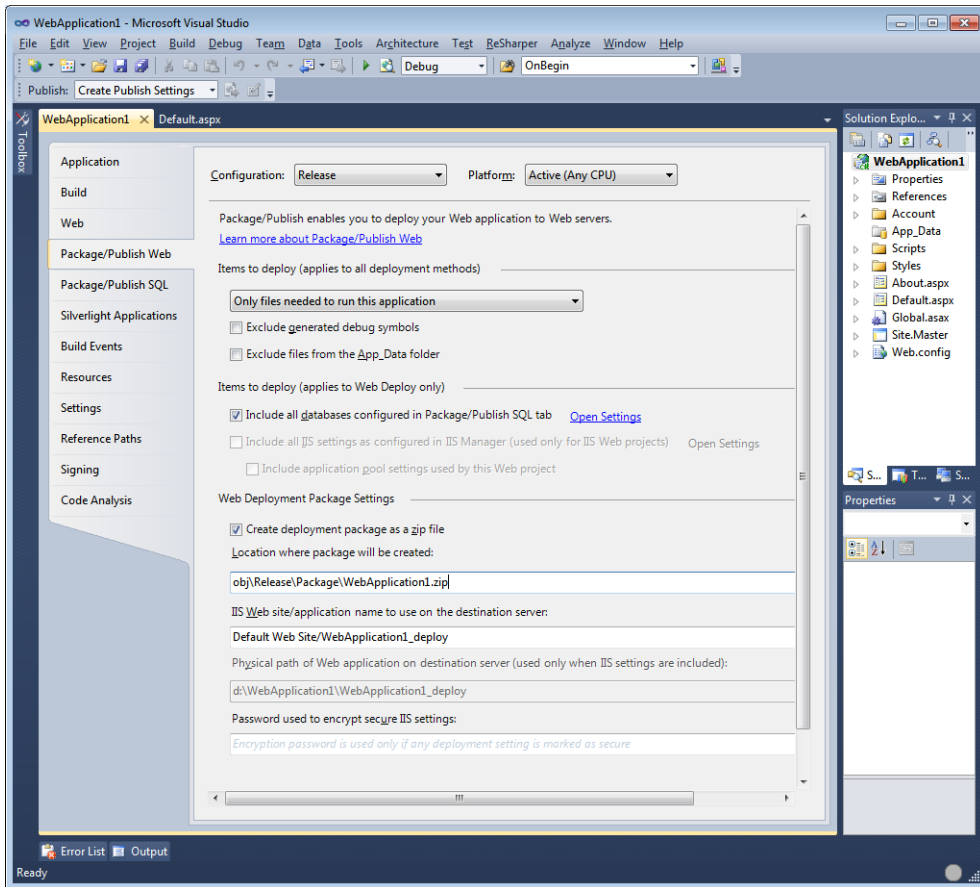 WebApplication1 - Microsoft Visual Studio
File Edit View Project Build Debug Team Data Tools Architecture Test ReSharper Analyze Window Help
Debug OnBegin
Publish: Create Publish Settings
Toolbox
WebApplication1 Default.aspx
Application
Build
Web
Package/Publish Web
Package/Publish SQL
Silverlight Applications
Build Events
Resources
Settings
Reference Paths
Signing
Code Analysis
Configuration: Release Platform: Active (Any CPU)
Package/Publish enables you to deploy your Web application to Web servers.
Learn more about Package/Publish Web
Items to deploy (applies to all deployment methods)
Only files needed to run this application
Exclude generated debug symbols
Exclude files from the App_Data folder
Items to deploy (applies to Web Deploy only)
Include all databases configured in Package/Publish SQL tab Open Settings
Include all IIS settings as configured in IIS Manager (used only for IIS Web projects) Open Settings
Include application pool settings used by this Web project
Web Deployment Package Settings
Create deployment package as a zip file
Location where package will be created:
obj\Release\Package\WebApplication1.zip
IIS Web site/application name to use on the destination server:
Default Web Site/WebApplication1_deploy
Physical path of Web application on destination server (used only when IIS settings are included):
d:\WebApplication1\WebApplication1_deploy
Password used to encrypt secure IIS settings:
Encryption password is used only if any deployment setting is marked as secure
Solution Explo...
WebApplication1
Properties
References
Account
App_Data
Scripts
Styles
About.aspx
Default.aspx
Global.asax
Site.Master
Web.config
S... T... S...
Properties
Error List Output
Ready